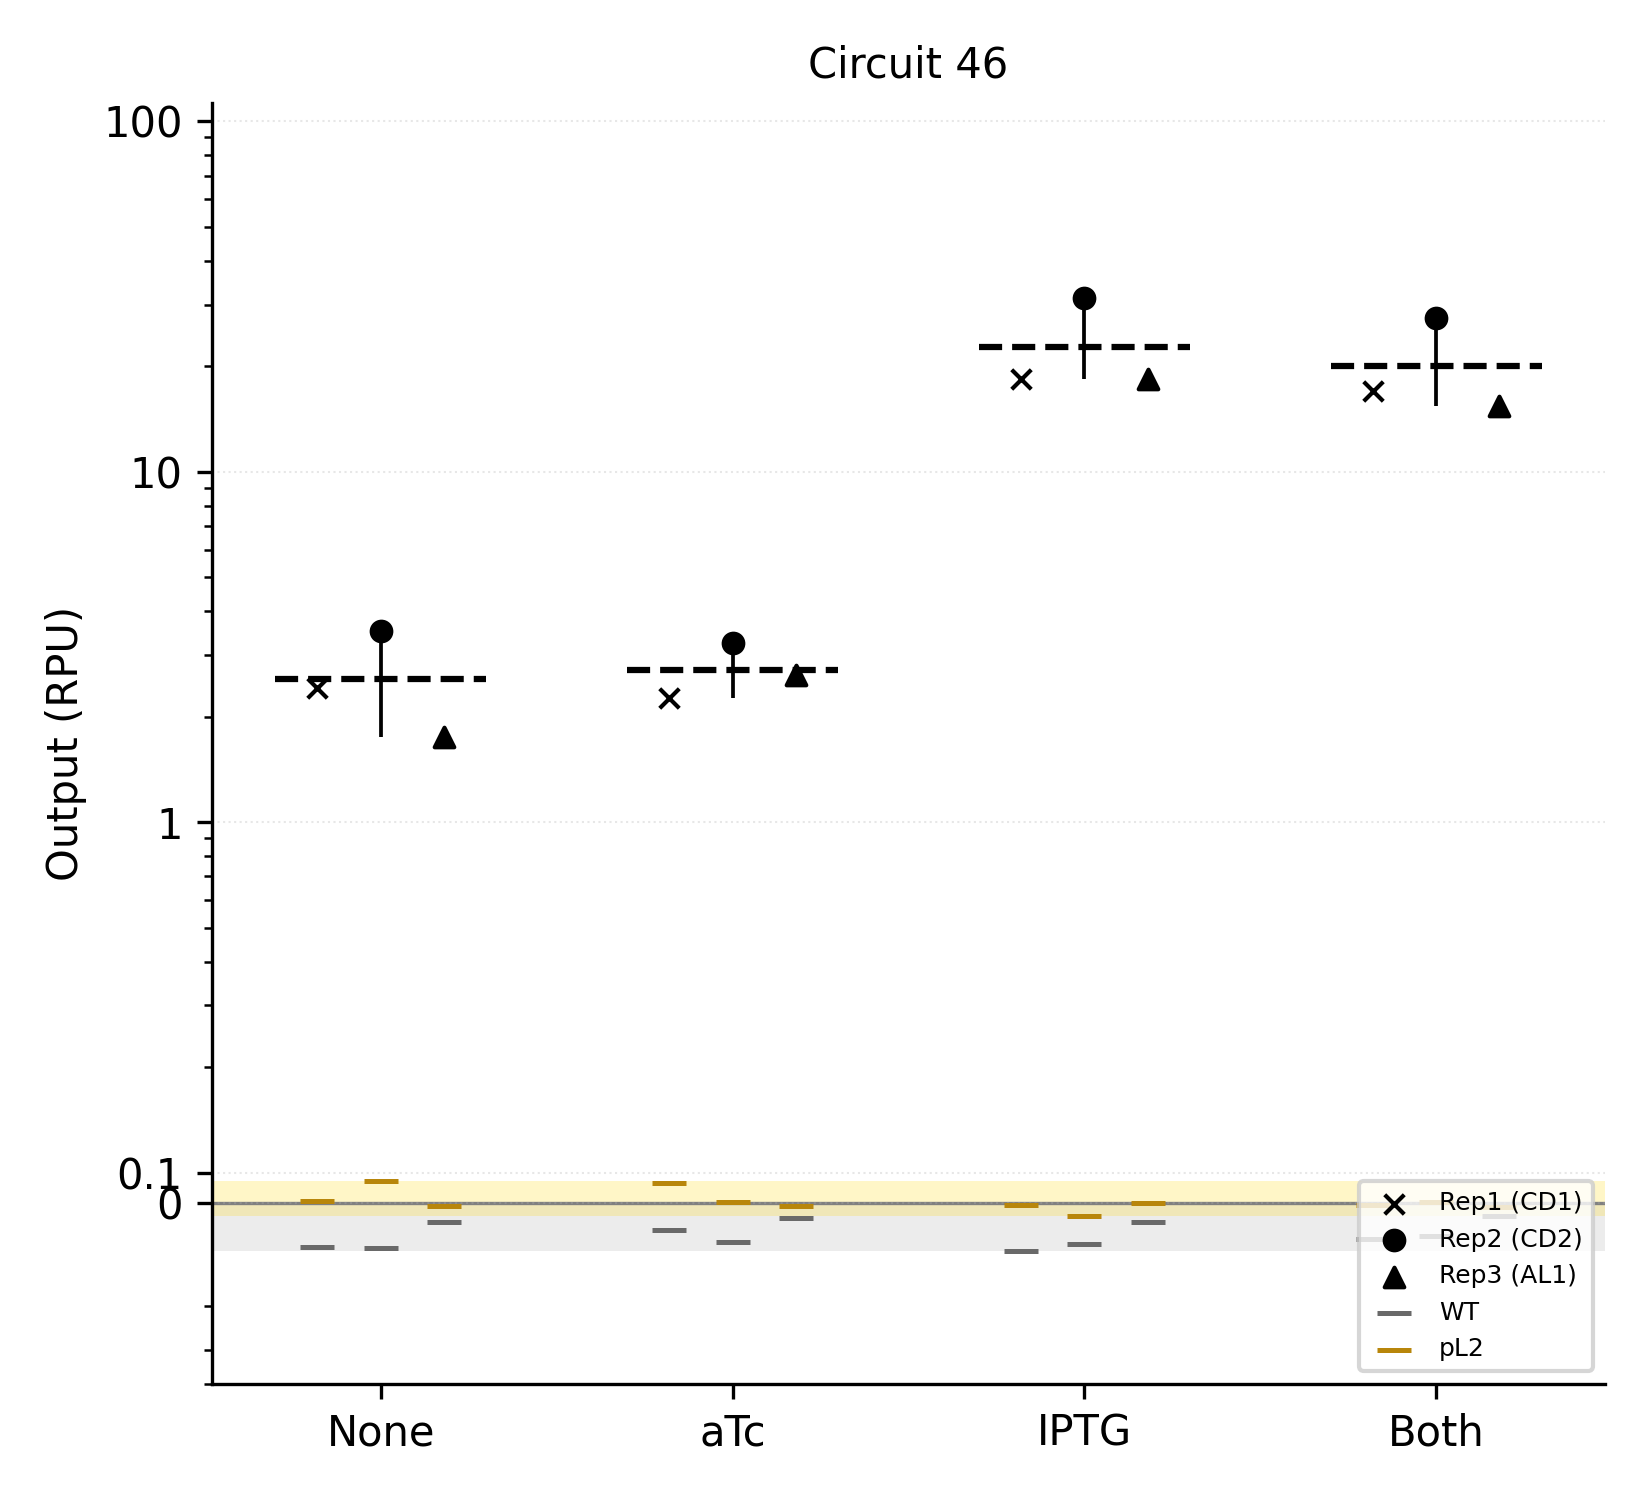 Circuit 46
100
10
1
0.1
0
Output (RPU)
None
aTc
IPTG
Both
Rep1 (CD1)
Rep2 (CD2)
Rep3 (AL1)
WT
pL2